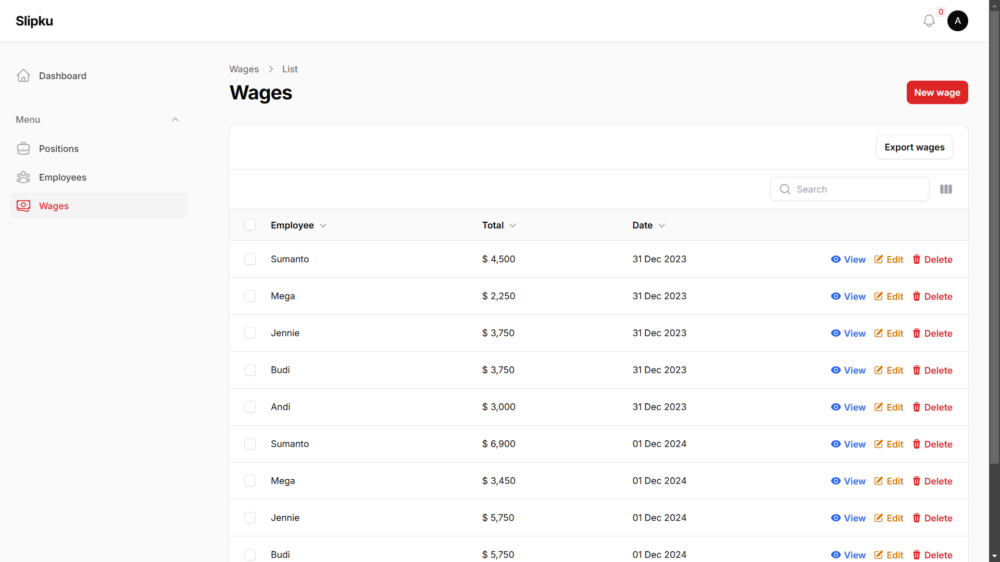 Slipku
0
A
Dashboard
Menu
Positions
Employees
Wages
Wages List
Wages
New wage
Export wages
Search
Employee Total Date
Sumanto $ 4,500 31 Dec 2023 View Edit Delete
Mega $ 2,250 31 Dec 2023 View Edit Delete
Jennie $ 3,750 31 Dec 2023 View Edit Delete
Budi $ 3,750 31 Dec 2023 View Edit Delete
Andi $ 3,000 31 Dec 2023 View Edit Delete
Sumanto $ 6,900 01 Dec 2024 View Edit Delete
Mega $ 3,450 01 Dec 2024 View Edit Delete
Jennie $ 5,750 01 Dec 2024 View Edit Delete
Budi $ 5,750 01 Dec 2024 View Edit Delete